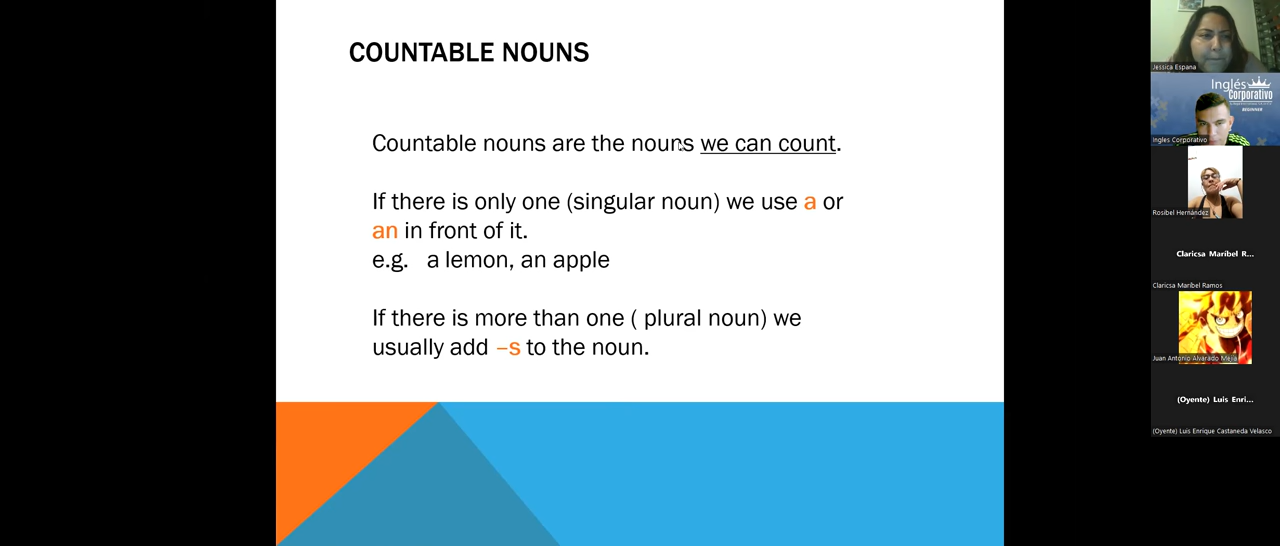 COUNTABLE NOUNS
Countable nouns are the nouns we can count.
If there is only one (singular noun) we use a or
an in front of it.
e.g. a lemon, an apple
If there is more than one ( plural noun) we
usually add –s to the noun.
Jessica Espana
Inglés
Corporativo
BEGINNER
Ingles Corporativo
Rosibel Hernández
Claricsa Maribel R...
Claricsa Maribel Ramos
Juan Antonio Alvarado Mejia
(Oyente) Luis Enri...
(Oyente) Luis Enrique Castaneda Velasco